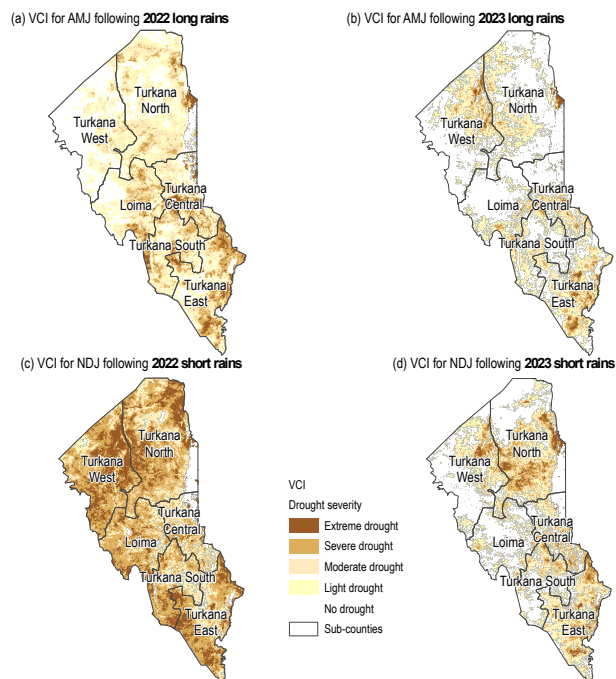 (a) VCI for AMJ following 2022 long rains
Turkana
North
Turkana
West
Loima
Turkana
Central
Turkana South
Turkana
East
(b) VCI for AMJ following 2023 long rains
Turkana
North
Turkana
West
Loima
Turkana
Central
Turkana South
Turkana
East
(c) VCI for NDJ following 2022 short rains
Turkana
North
Turkana
West
Loima
Turkana
Central
Turkana South
Turkana
East
(d) VCI for NDJ following 2023 short rains
Turkana
North
Turkana
West
Loima
Turkana
Central
Turkana South
Turkana
East
VCI
Drought severity
Extreme drought
Severe drought
Moderate drought
Light drought
No drought
Sub-counties